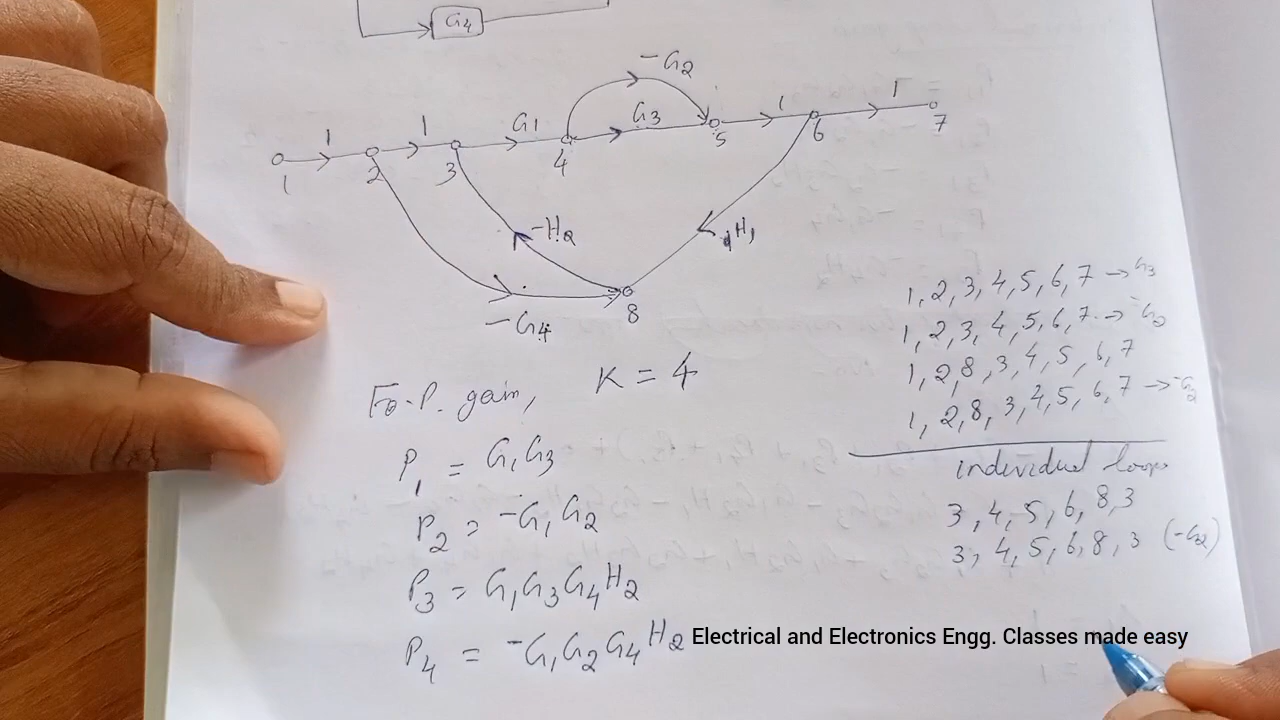 G4
-G2
1
1
G1
G3
1
1
1
2
3
4
5
6
7
-H2
H1
-G4
8
K = 4
Fo.P. gain,
P1 = G1G3
P2 = -G1G2
P3 = G1G3G4H2
P4 = -G1G2G4H2
1,2,3,4,5,6,7 → G3
1,2,3,4,5,6,7. → -G2
1,2,8,3,4,5,6,7
1,2,8,3,4,5,6,7 → -G2
individual loops
3,4,5,6,8,3
3,4,5,6,8,3 (-G2)
Electrical and Electronics Engg. Classes made easy